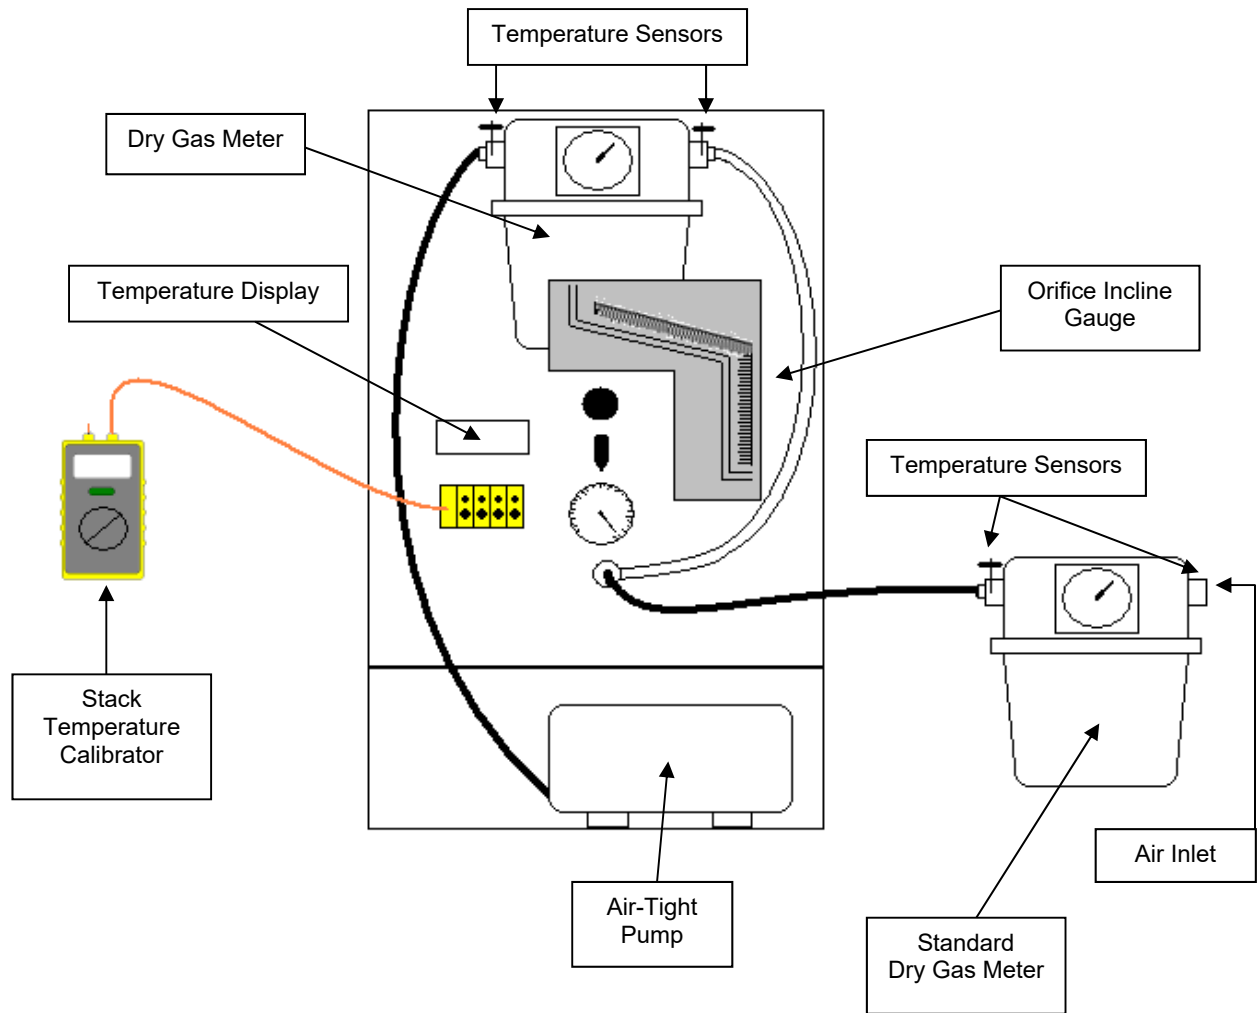 Temperature Sensors
Dry Gas Meter
Temperature Display
Orifice Incline
Gauge
Temperature Sensors
Stack
Temperature
Calibrator
Air Inlet
Air-Tight
Pump
Standard
Dry Gas Meter